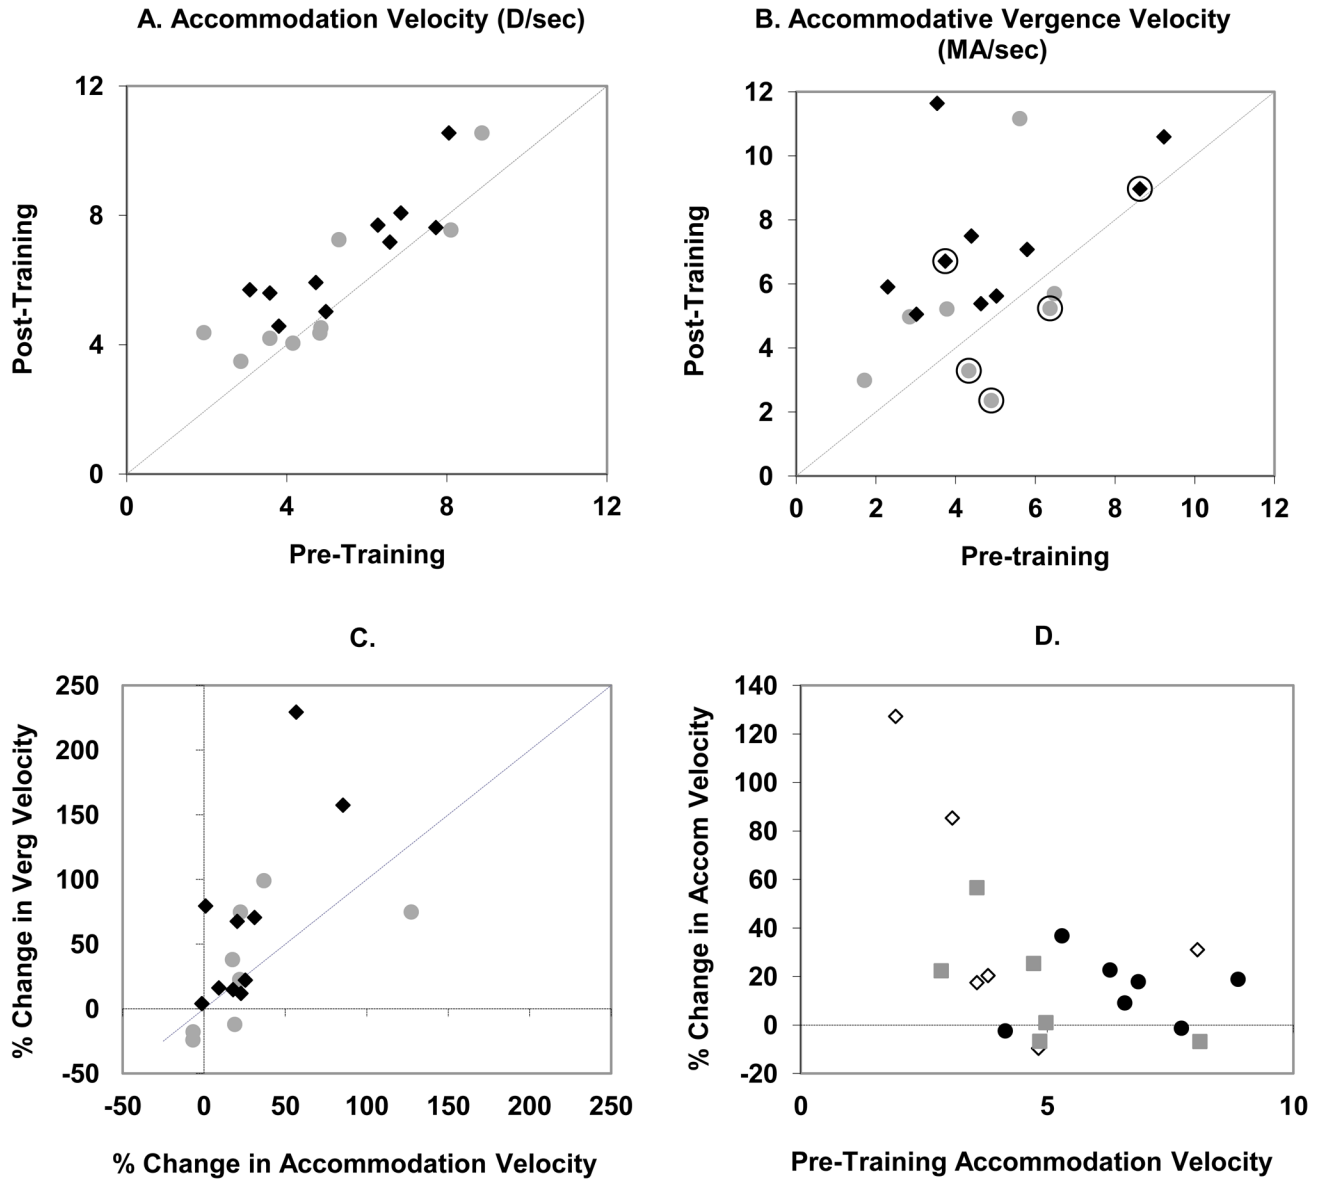 A. Accommodation Velocity (D/sec)
12
8
4
0
0 4 8 12
Post-Training
Pre-Training
B. Accommodative Vergence Velocity
(MA/sec)
12
10
8
6
4
2
0
0 2 4 6 8 10 12
Post-Training
Pre-training
C.
250
200
150
100
50
0
-50
-50 0 50 100 150 200 250
% Change in Verg Velocity
% Change in Accommodation Velocity
D.
140
120
100
80
60
40
20
0
-20
0 5 10
% Change in Accom Velocity
Pre-Training Accommodation Velocity